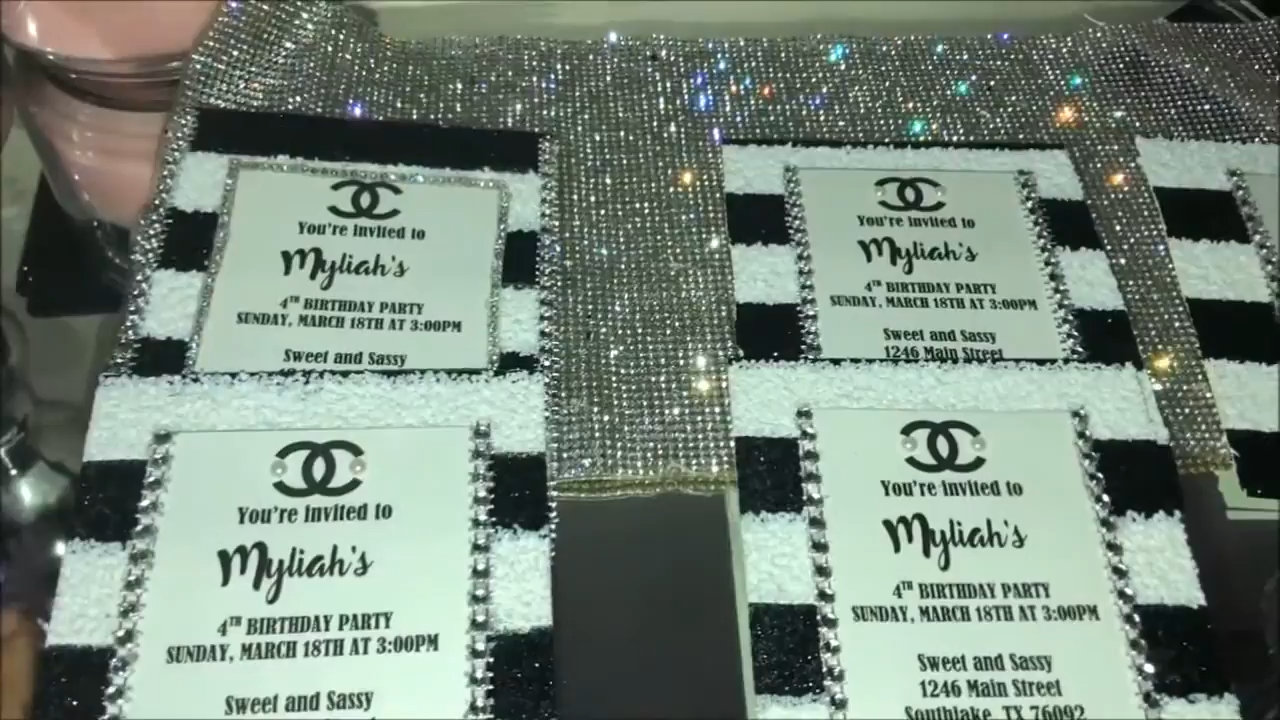 You're invited to
Myliah's
4TH BIRTHDAY PARTY
SUNDAY, MARCH 18TH AT 3:00PM
Sweet and Sassy
You're invited to
Myliah's
4TH BIRTHDAY PARTY
SUNDAY, MARCH 18TH AT 3:00PM
Sweet and Sassy
1246 Main Street
You're invited to
Myliah's
4TH BIRTHDAY PARTY
SUNDAY, MARCH 18TH AT 3:00PM
Sweet and Sassy
You're invited to
Myliah's
4TH BIRTHDAY PARTY
SUNDAY, MARCH 18TH AT 3:00PM
Sweet and Sassy
1246 Main Street
Southlake, TX 76092